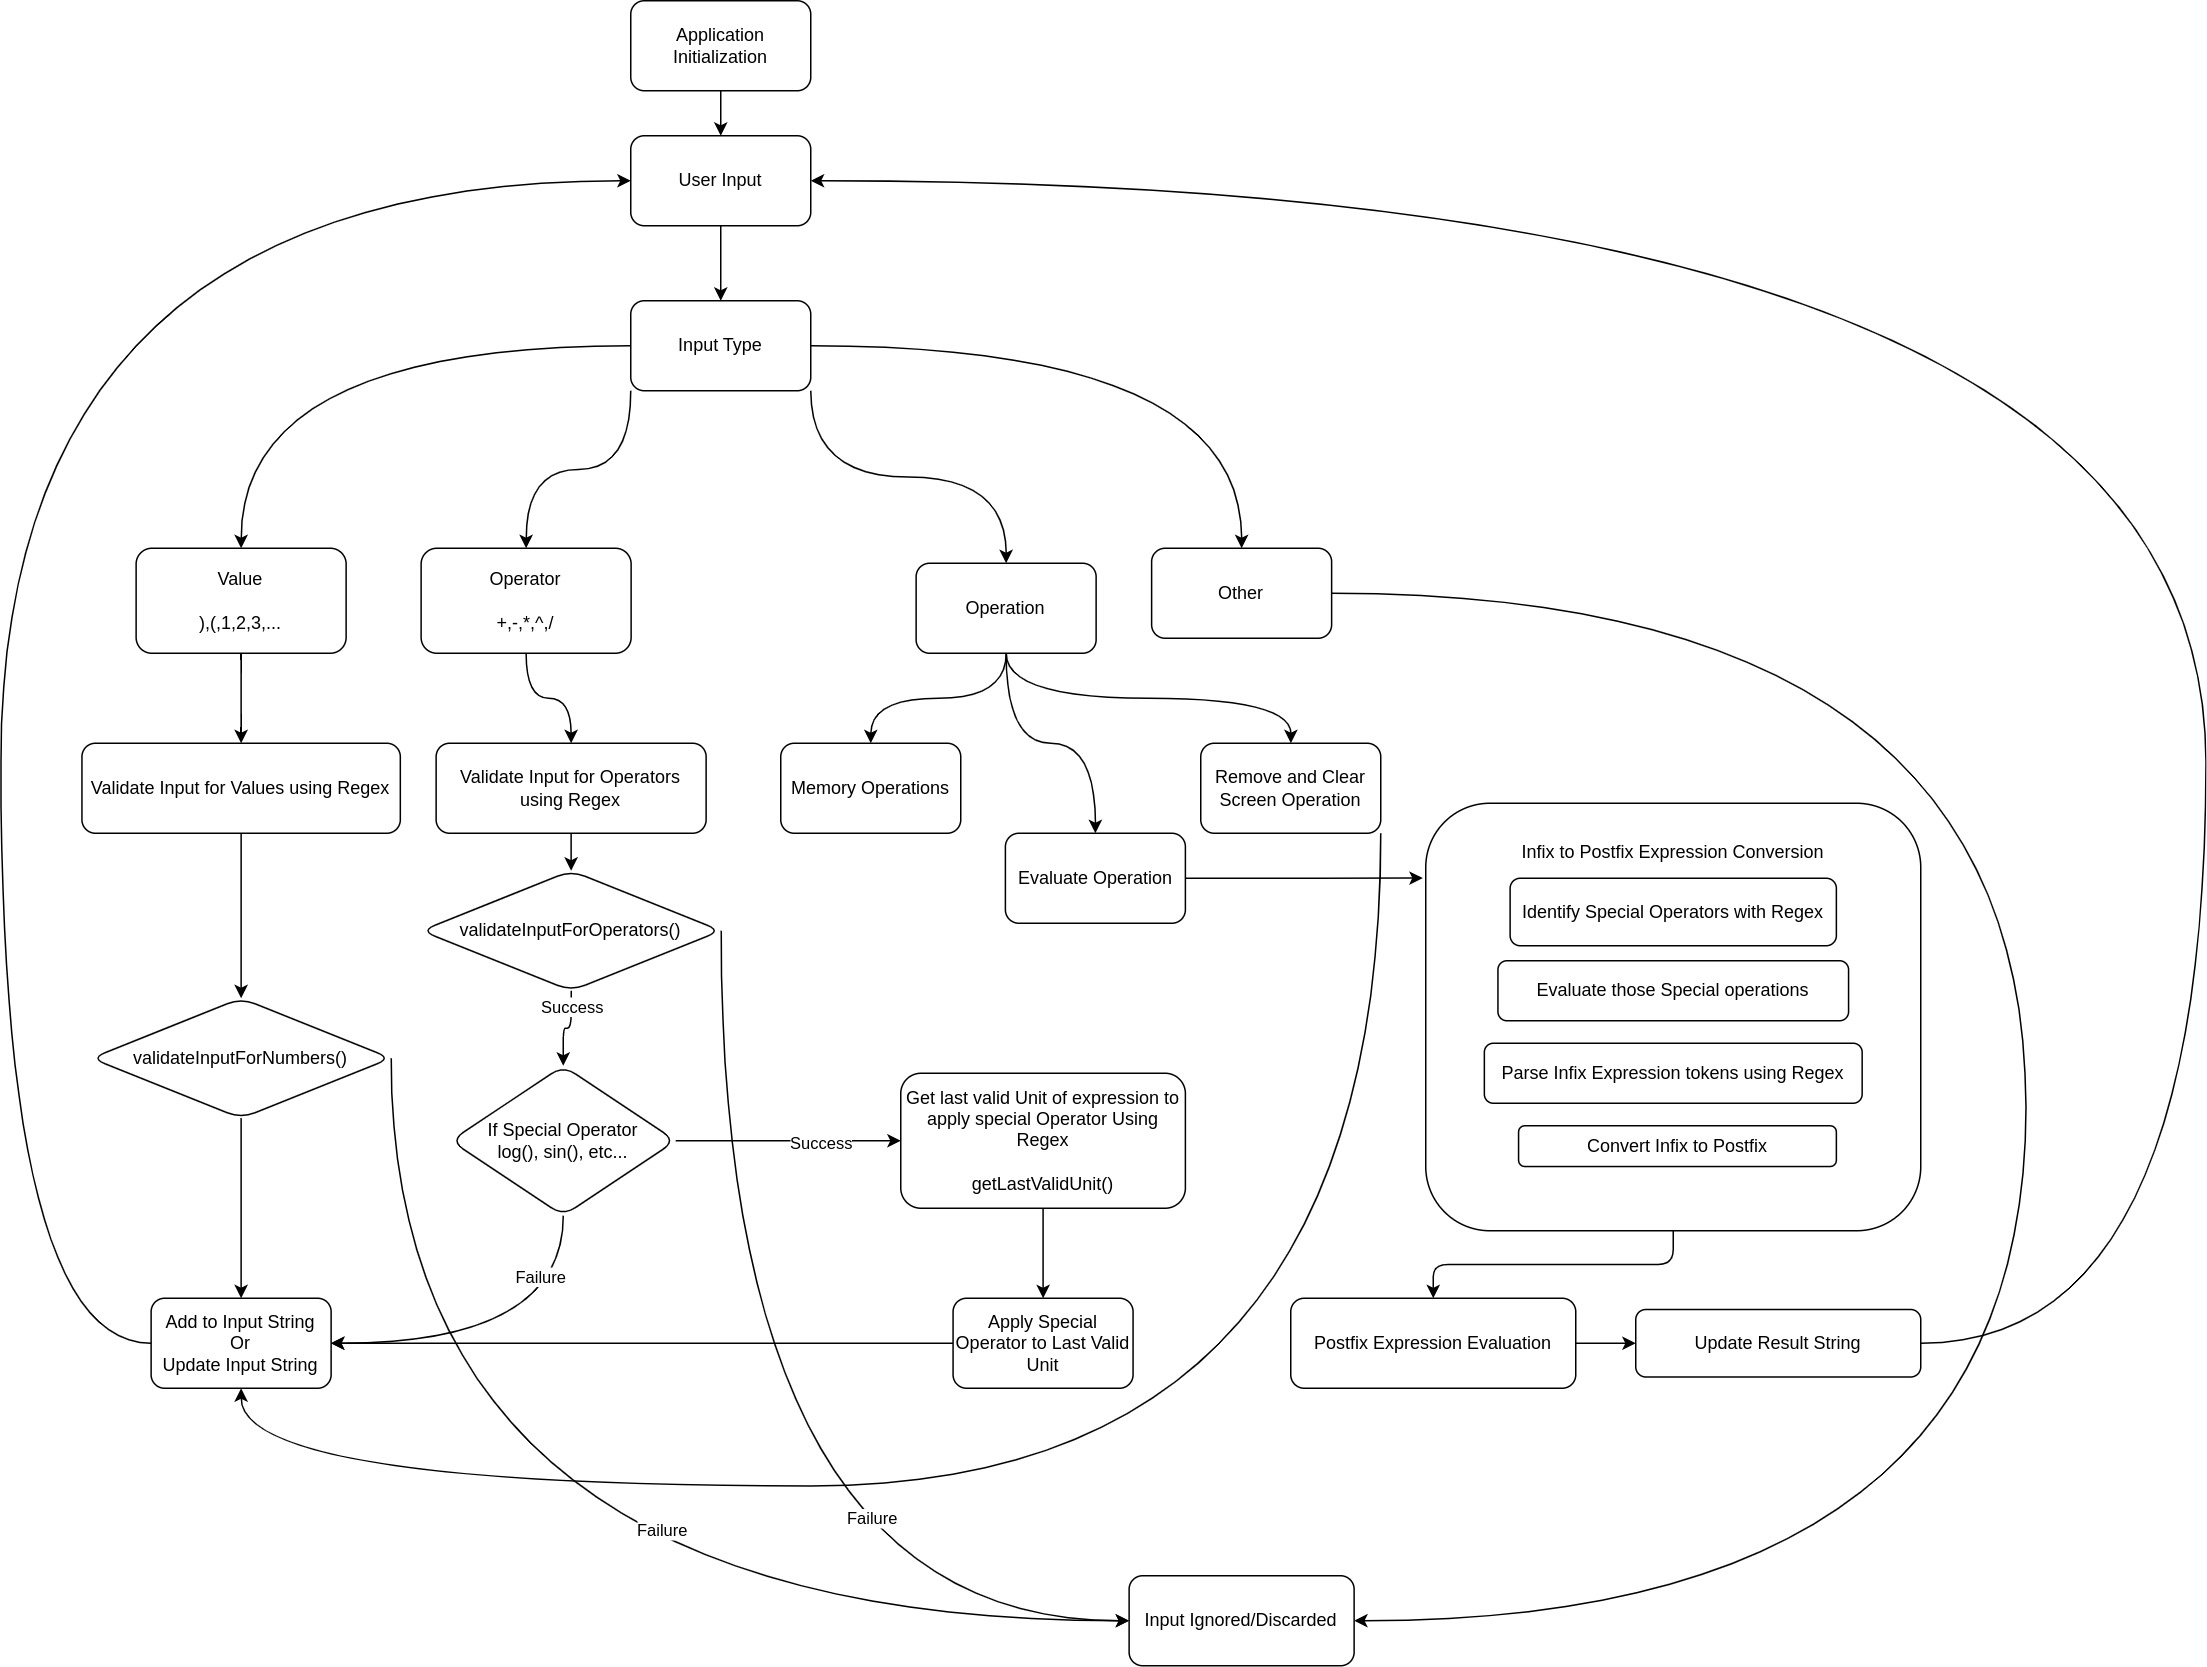 Application
Initialization
User Input
Input Type
Value
),(,1,2,3,...
Operator
+,-,*,^,/
Operation
Other
Validate Input for Values using Regex
Validate Input for Operators
using Regex
Memory Operations
Remove and Clear
Screen Operation
Evaluate Operation
Infix to Postfix Expression Conversion
Identify Special Operators with Regex
Evaluate those Special operations
Parse Infix Expression tokens using Regex
Convert Infix to Postfix
validateInputForOperators()
Success
validateInputForNumbers()
If Special Operator
log(), sin(), etc...
Success
Get last valid Unit of expression to
apply special Operator Using
Regex
getLastValidUnit()
Failure
Add to Input String
Or
Update Input String
Apply Special
Operator to Last Valid
Unit
Postfix Expression Evaluation
Update Result String
Failure
Failure
Input Ignored/Discarded